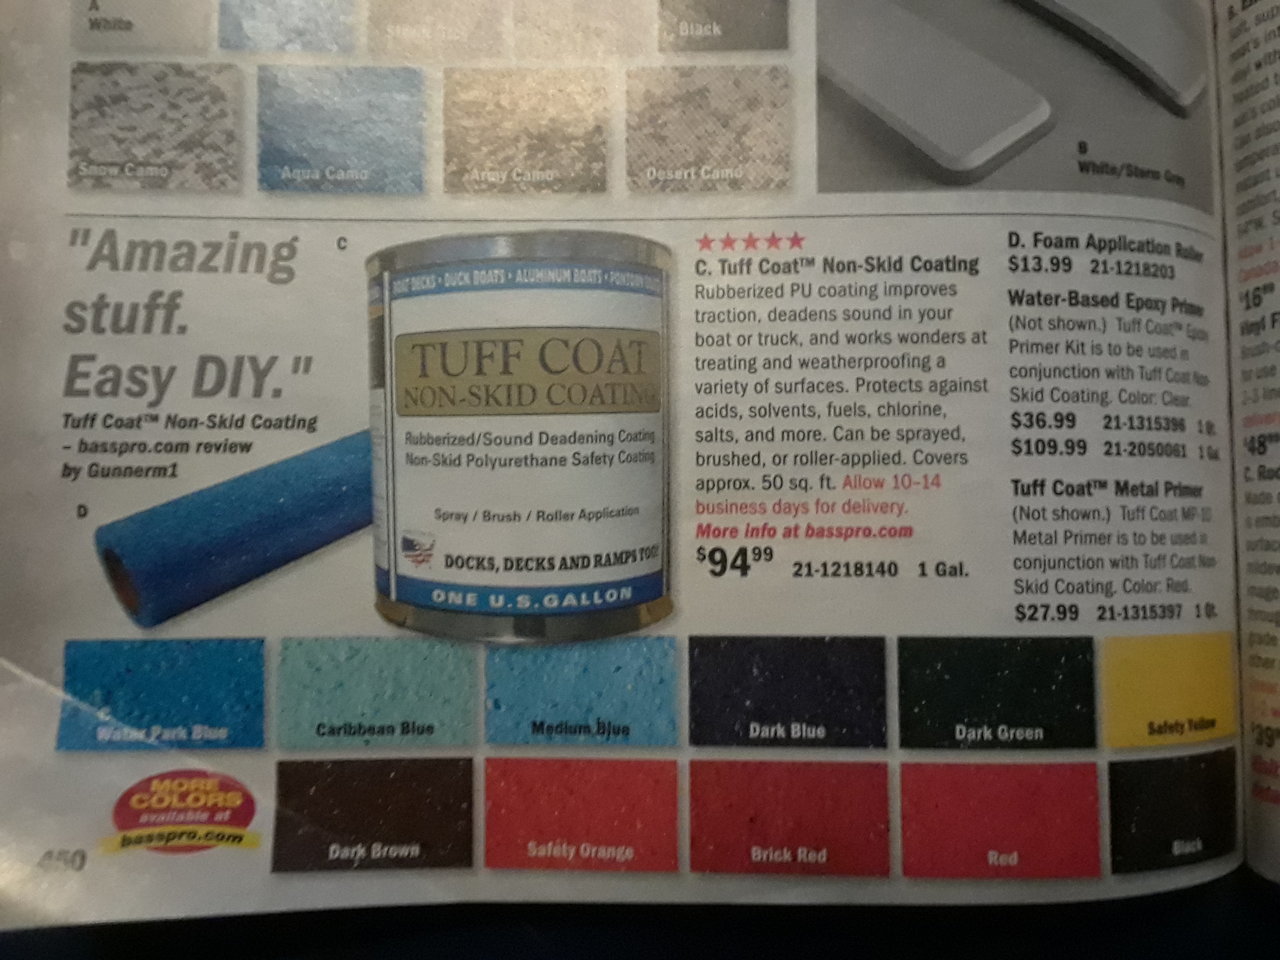 A
White
Black
Snow Camo
Aqua Camo
Army Camo
Desert Camo
B
White/Storm Grey
"Amazing
stuff.
Easy DIY."
Tuff Coat™ Non-Skid Coating
– basspro.com review
by Gunnerm1
C
D
BOAT DECKS • DUCK BOATS • ALUMINUM BOATS •
TUFF COAT
NON-SKID COATING
Rubberized/Sound Deadening Coating
Non-Skid Polyurethane Safety Coating
Spray / Brush / Roller Application
DOCKS, DECKS AND RAMPS TOO!
ONE U.S. GALLON
★★★★★
C. Tuff Coat™ Non-Skid Coating
Rubberized PU coating improves
traction, deadens sound in your
boat or truck, and works wonders at
treating and weatherproofing a
variety of surfaces. Protects against
acids, solvents, fuels, chlorine,
salts, and more. Can be sprayed,
brushed, or roller-applied. Covers
approx. 50 sq. ft. Allow 10–14
business days for delivery.
More info at basspro.com
$94.99 21-1218140 1 Gal.
D. Foam Application Roller
$13.99 21-1218203
Water-Based Epoxy Primer
(Not shown.) Tuff Coat™ Epoxy
Primer Kit is to be used in
conjunction with Tuff Coat Non-
Skid Coating. Color: Clear.
$36.99 21-1315396 1 Qt.
$109.99 21-2050061 1 Gal.
Tuff Coat™ Metal Primer
(Not shown.) Tuff Coat MP-10
Metal Primer is to be used in
conjunction with Tuff Coat Non-
Skid Coating. Color: Red.
$27.99 21-1315397 1 Qt.
Water Park Blue
Caribbean Blue
Medium Blue
Dark Blue
Dark Green
Safety Yellow
MORE
COLORS
available at
basspro.com
Dark Brown
Safety Orange
Brick Red
Red
Black
450